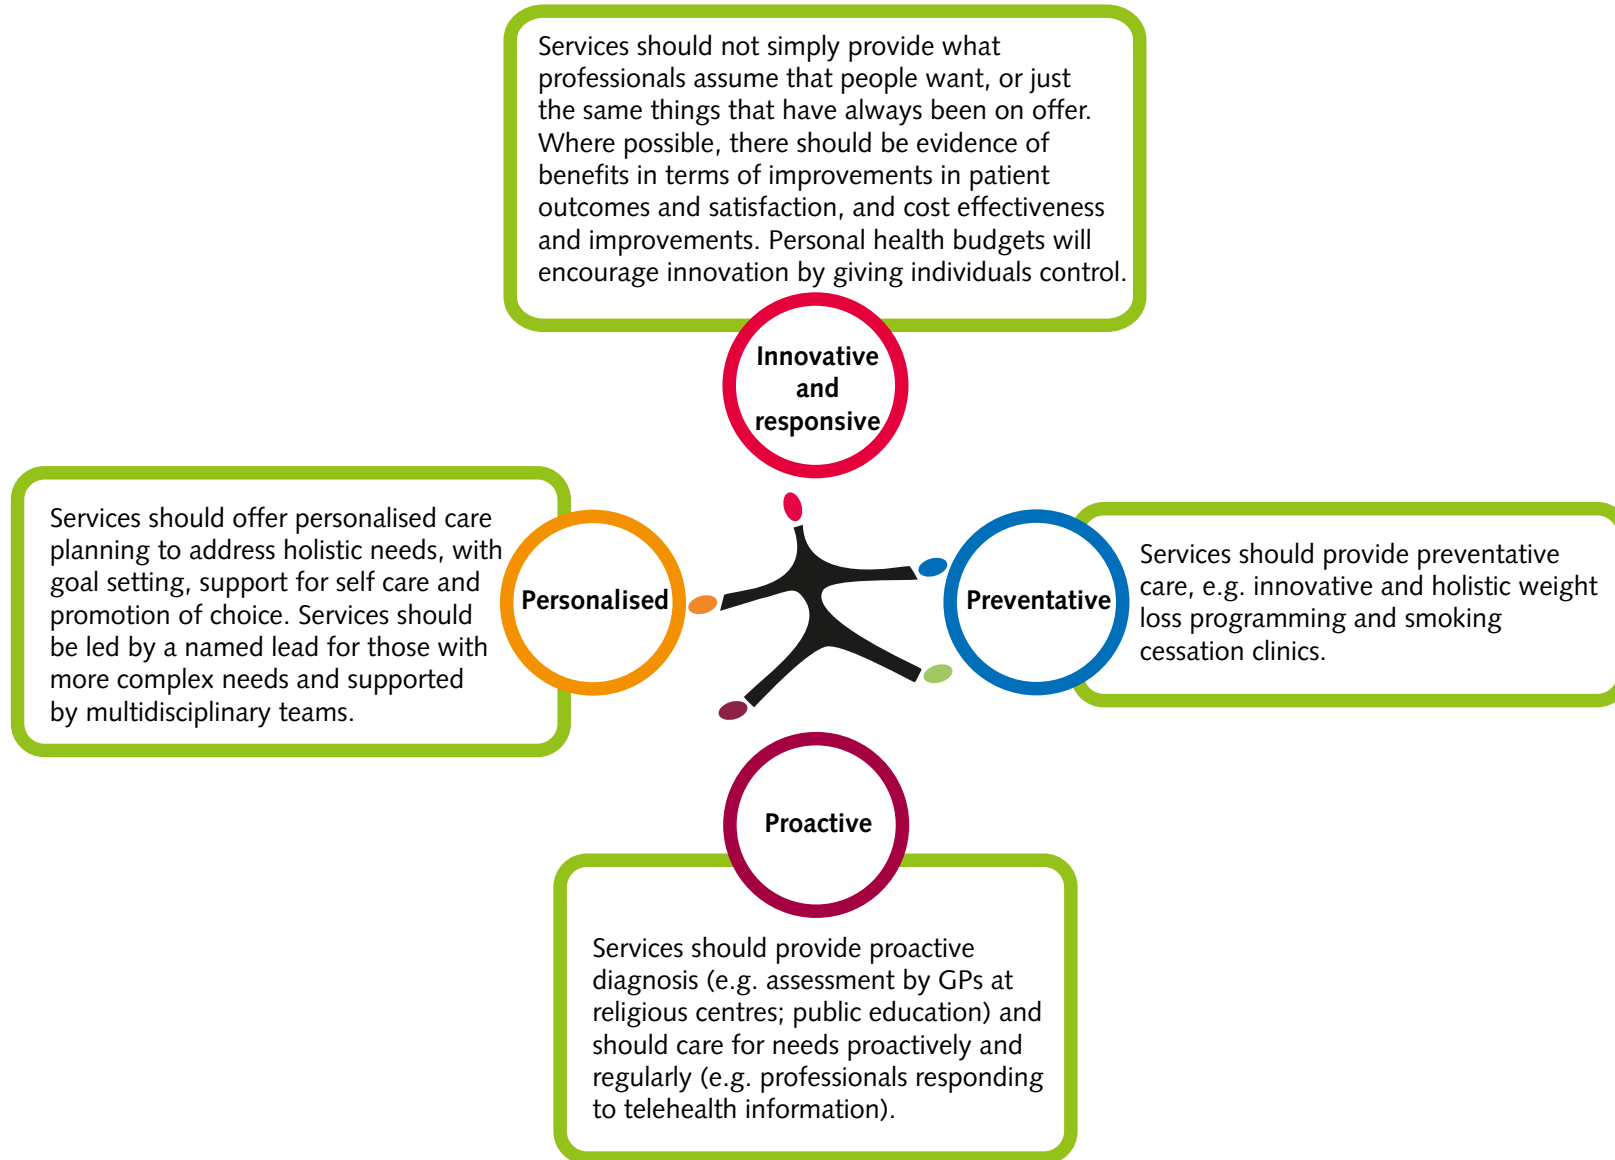 Services should not simply provide what
professionals assume that people want, or just
the same things that have always been on offer.
Where possible, there should be evidence of
benefits in terms of improvements in patient
outcomes and satisfaction, and cost effectiveness
and improvements. Personal health budgets will
encourage innovation by giving individuals control.
Innovative
and
responsive
Services should offer personalised care
planning to address holistic needs, with
goal setting, support for self care and
promotion of choice. Services should
be led by a named lead for those with
more complex needs and supported
by multidisciplinary teams.
Personalised
Preventative
Services should provide preventative
care, e.g. innovative and holistic weight
loss programming and smoking
cessation clinics.
Proactive
Services should provide proactive
diagnosis (e.g. assessment by GPs at
religious centres; public education) and
should care for needs proactively and
regularly (e.g. professionals responding
to telehealth information).